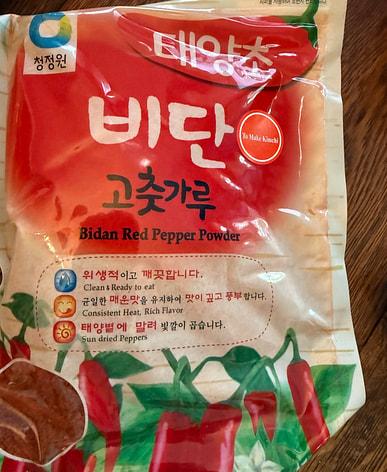 태양초
청정원
비단
To Make Kimchi
고춧가루
Bidan Red Pepper Powder
위생적이고 깨끗합니다.
Clean & Ready to eat
균일한 매운맛을 유지하여 맛이 깊고 풍부합니다.
Consistent Heat, Rich Flavor
태양볕에 말려 빛깔이 곱습니다.
Sun dried Peppers